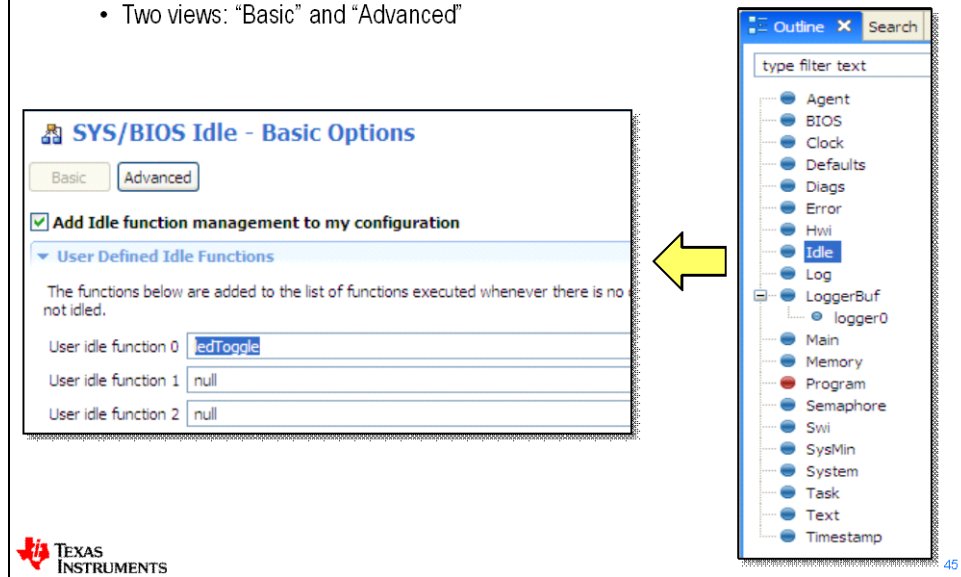 • Two views: “Basic” and “Advanced”
SYS/BIOS Idle - Basic Options
Basic
Advanced
Add Idle function management to my configuration
User Defined Idle Functions
The functions below are added to the list of functions executed whenever there is no
not idled.
User idle function 0 ledToggle
User idle function 1 null
User idle function 2 null
Outline
Search
type filter text
Agent
BIOS
Clock
Defaults
Diags
Error
Hwi
Idle
Log
LoggerBuf
logger0
Main
Memory
Program
Semaphore
Swi
SysMin
System
Task
Text
Timestamp
TEXAS
INSTRUMENTS
45